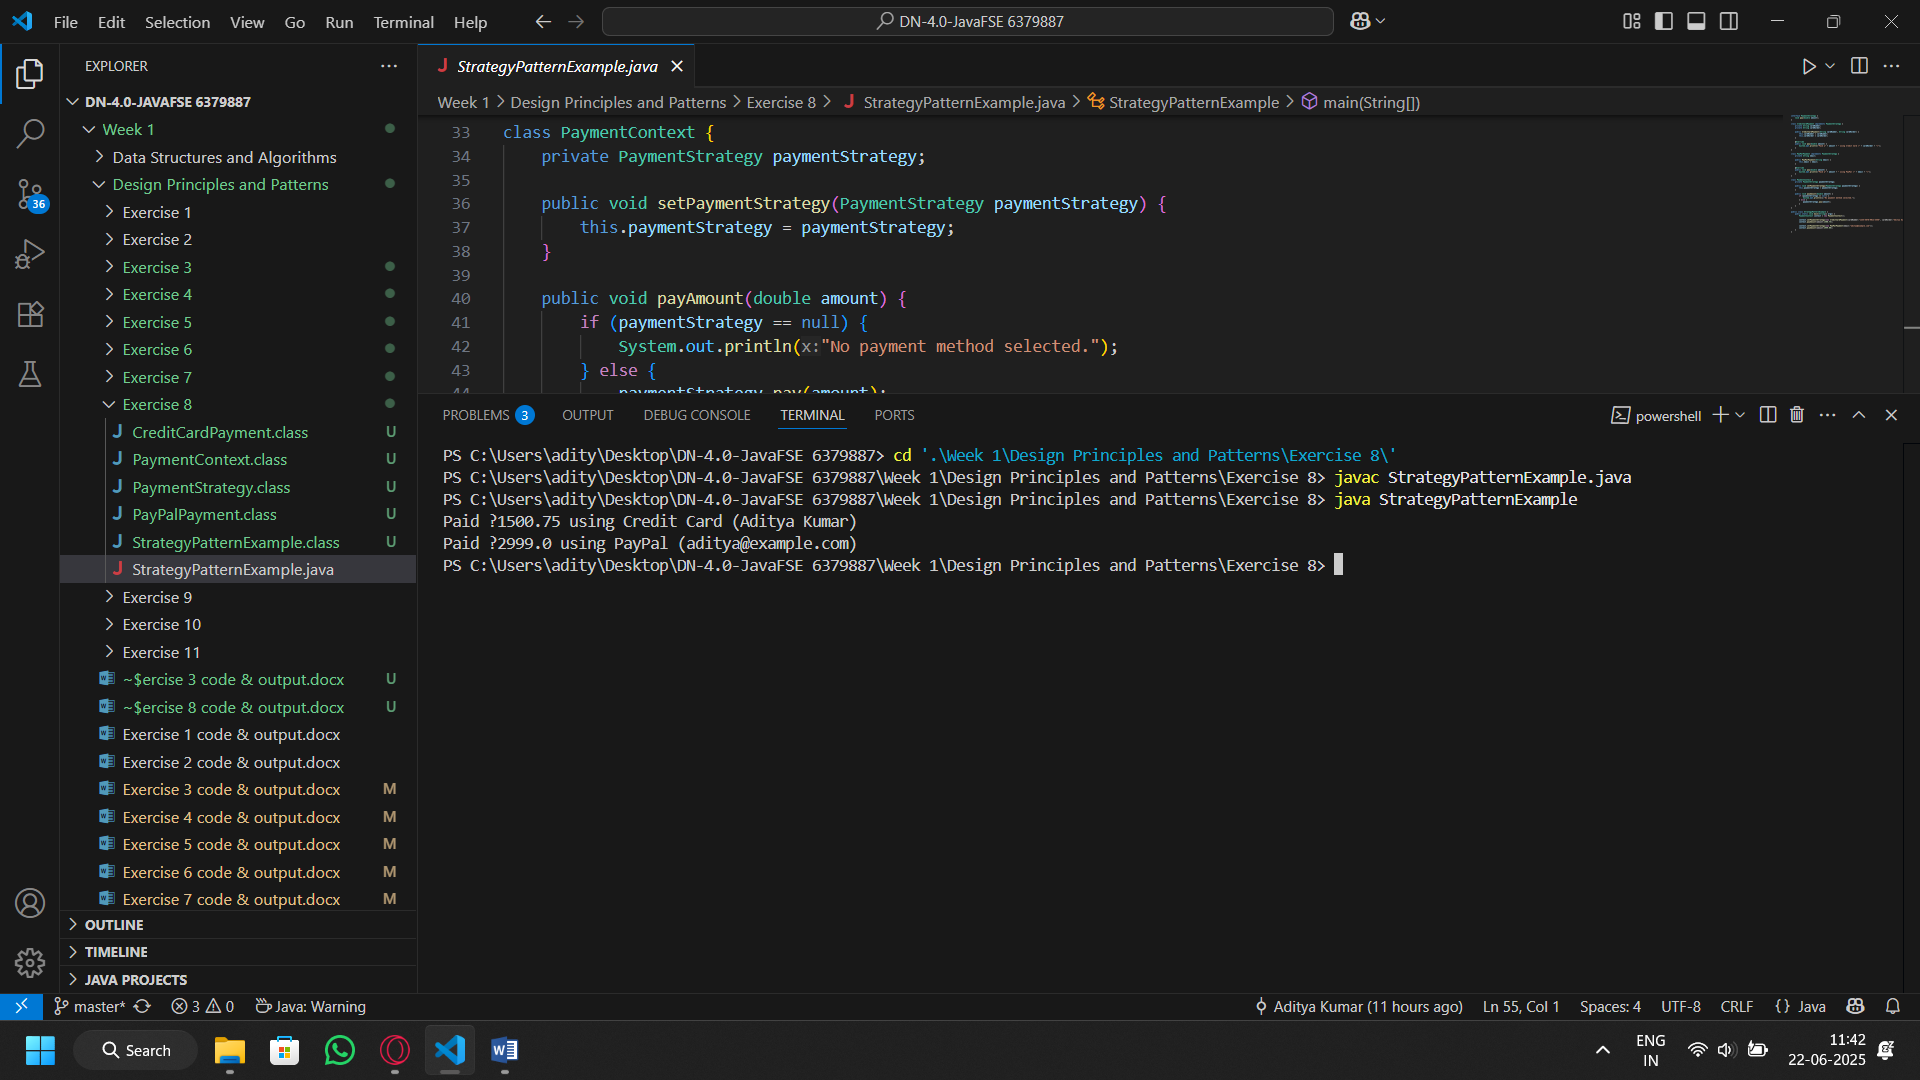 File Edit Selection View Go Run Terminal Help
DN-4.0-JavaFSE 6379887
EXPLORER
DN-4.0-JAVAFSE 6379887
Week 1
Data Structures and Algorithms
Design Principles and Patterns
Exercise 1
Exercise 2
Exercise 3
Exercise 4
Exercise 5
Exercise 6
Exercise 7
Exercise 8
CreditCardPayment.class U
PaymentContext.class U
PaymentStrategy.class U
PayPalPayment.class U
StrategyPatternExample.class U
StrategyPatternExample.java
Exercise 9
Exercise 10
Exercise 11
~$ercise 3 code & output.docx U
~$ercise 8 code & output.docx U
Exercise 1 code & output.docx
Exercise 2 code & output.docx
Exercise 3 code & output.docx M
Exercise 4 code & output.docx M
Exercise 5 code & output.docx M
Exercise 6 code & output.docx M
Exercise 7 code & output.docx M
OUTLINE
TIMELINE
JAVA PROJECTS
36
StrategyPatternExample.java
Week 1 > Design Principles and Patterns > Exercise 8 > StrategyPatternExample.java > StrategyPatternExample > main(String[])
33 class PaymentContext {
34 private PaymentStrategy paymentStrategy;
35
36 public void setPaymentStrategy(PaymentStrategy paymentStrategy) {
37 this.paymentStrategy = paymentStrategy;
38 }
39
40 public void payAmount(double amount) {
41 if (paymentStrategy == null) {
42 System.out.println(x:"No payment method selected.");
43 } else {
44 paymentStrategy.pay(amount);
PROBLEMS 3 OUTPUT DEBUG CONSOLE TERMINAL PORTS
powershell
PS C:\Users\adity\Desktop\DN-4.0-JavaFSE 6379887> cd '.\Week 1\Design Principles and Patterns\Exercise 8\'
PS C:\Users\adity\Desktop\DN-4.0-JavaFSE 6379887\Week 1\Design Principles and Patterns\Exercise 8> javac StrategyPatternExample.java
PS C:\Users\adity\Desktop\DN-4.0-JavaFSE 6379887\Week 1\Design Principles and Patterns\Exercise 8> java StrategyPatternExample
Paid ?1500.75 using Credit Card (Aditya Kumar)
Paid ?2999.0 using PayPal (aditya@example.com)
PS C:\Users\adity\Desktop\DN-4.0-JavaFSE 6379887\Week 1\Design Principles and Patterns\Exercise 8>
master* 3 0 Java: Warning
Aditya Kumar (11 hours ago) Ln 55, Col 1 Spaces: 4 UTF-8 CRLF {} Java
Search
ENG
IN
11:42
22-06-2025